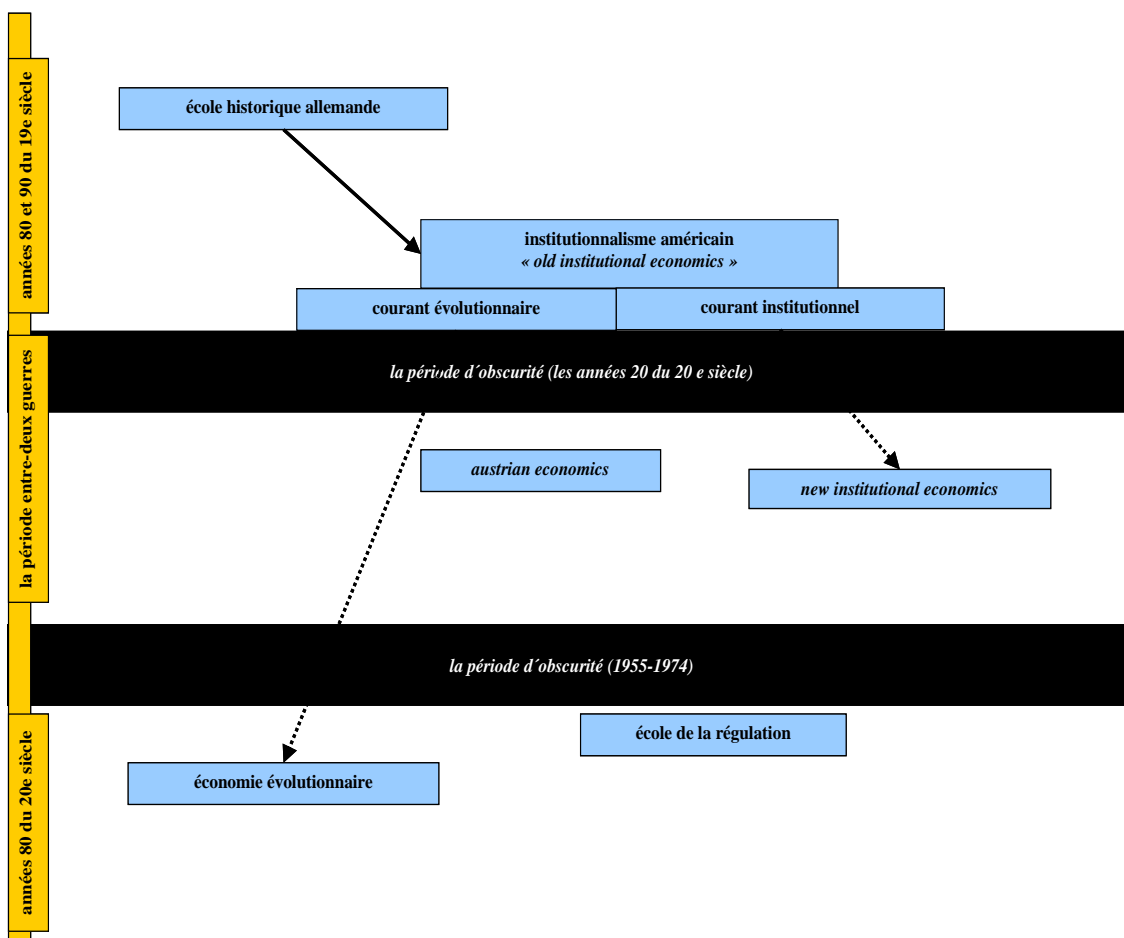 années 80 et 90 du 19e siècle
école historique allemande
institutionnalisme américain
« old institutional economics »
courant évolutionnaire
courant institutionnel
la période entre-deux guerres
la période d´obscurité (les années 20 du 20 e siècle)
austrian economics
new institutional economics
la période d´obscurité (1955-1974)
années 80 du 20e siècle
école de la régulation
économie évolutionnaire